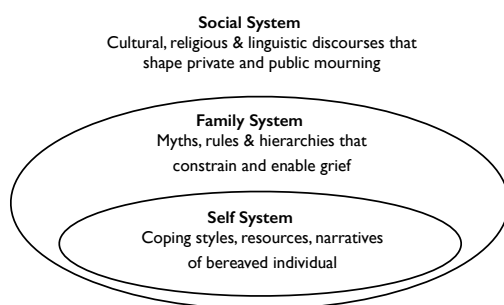 Social System
Cultural, religious & linguistic discourses that
shape private and public mourning
Family System
Myths, rules & hierarchies that
constrain and enable grief
Self System
Coping styles, resources, narratives
of bereaved individual